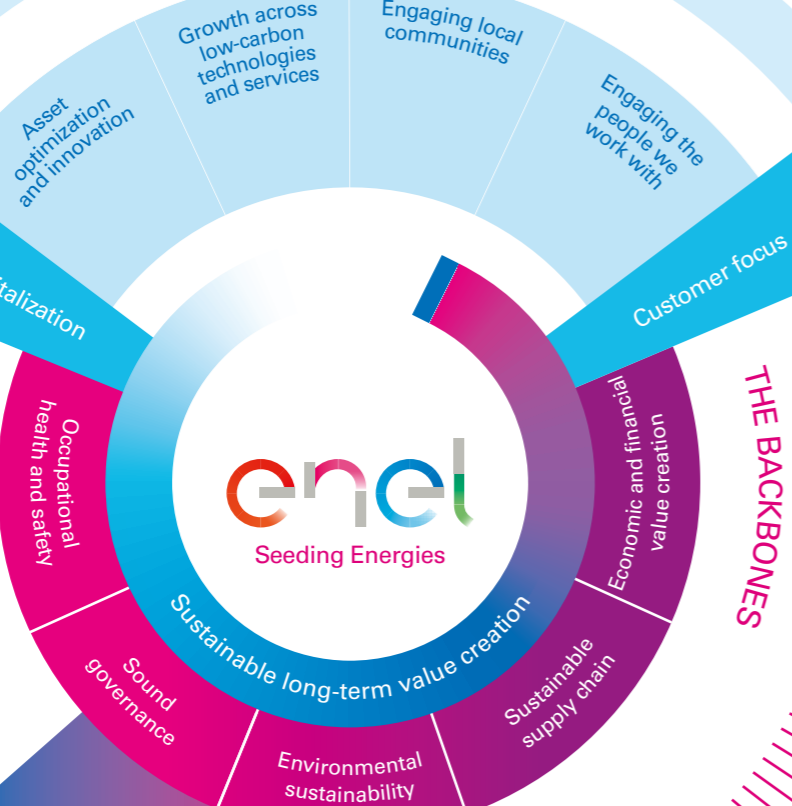 Growth across
low-carbon
technologies
and services
Engaging local
communities
Asset
optimization
and innovation
Engaging the
people we
work with
italization
Customer focus
Occupational
health and safety
Economic and financial
value creation
THE BACKBONES
enel
Seeding Energies
Sustainable long-term value creation
Sound
governance
Sustainable
supply chain
Environmental
sustainability